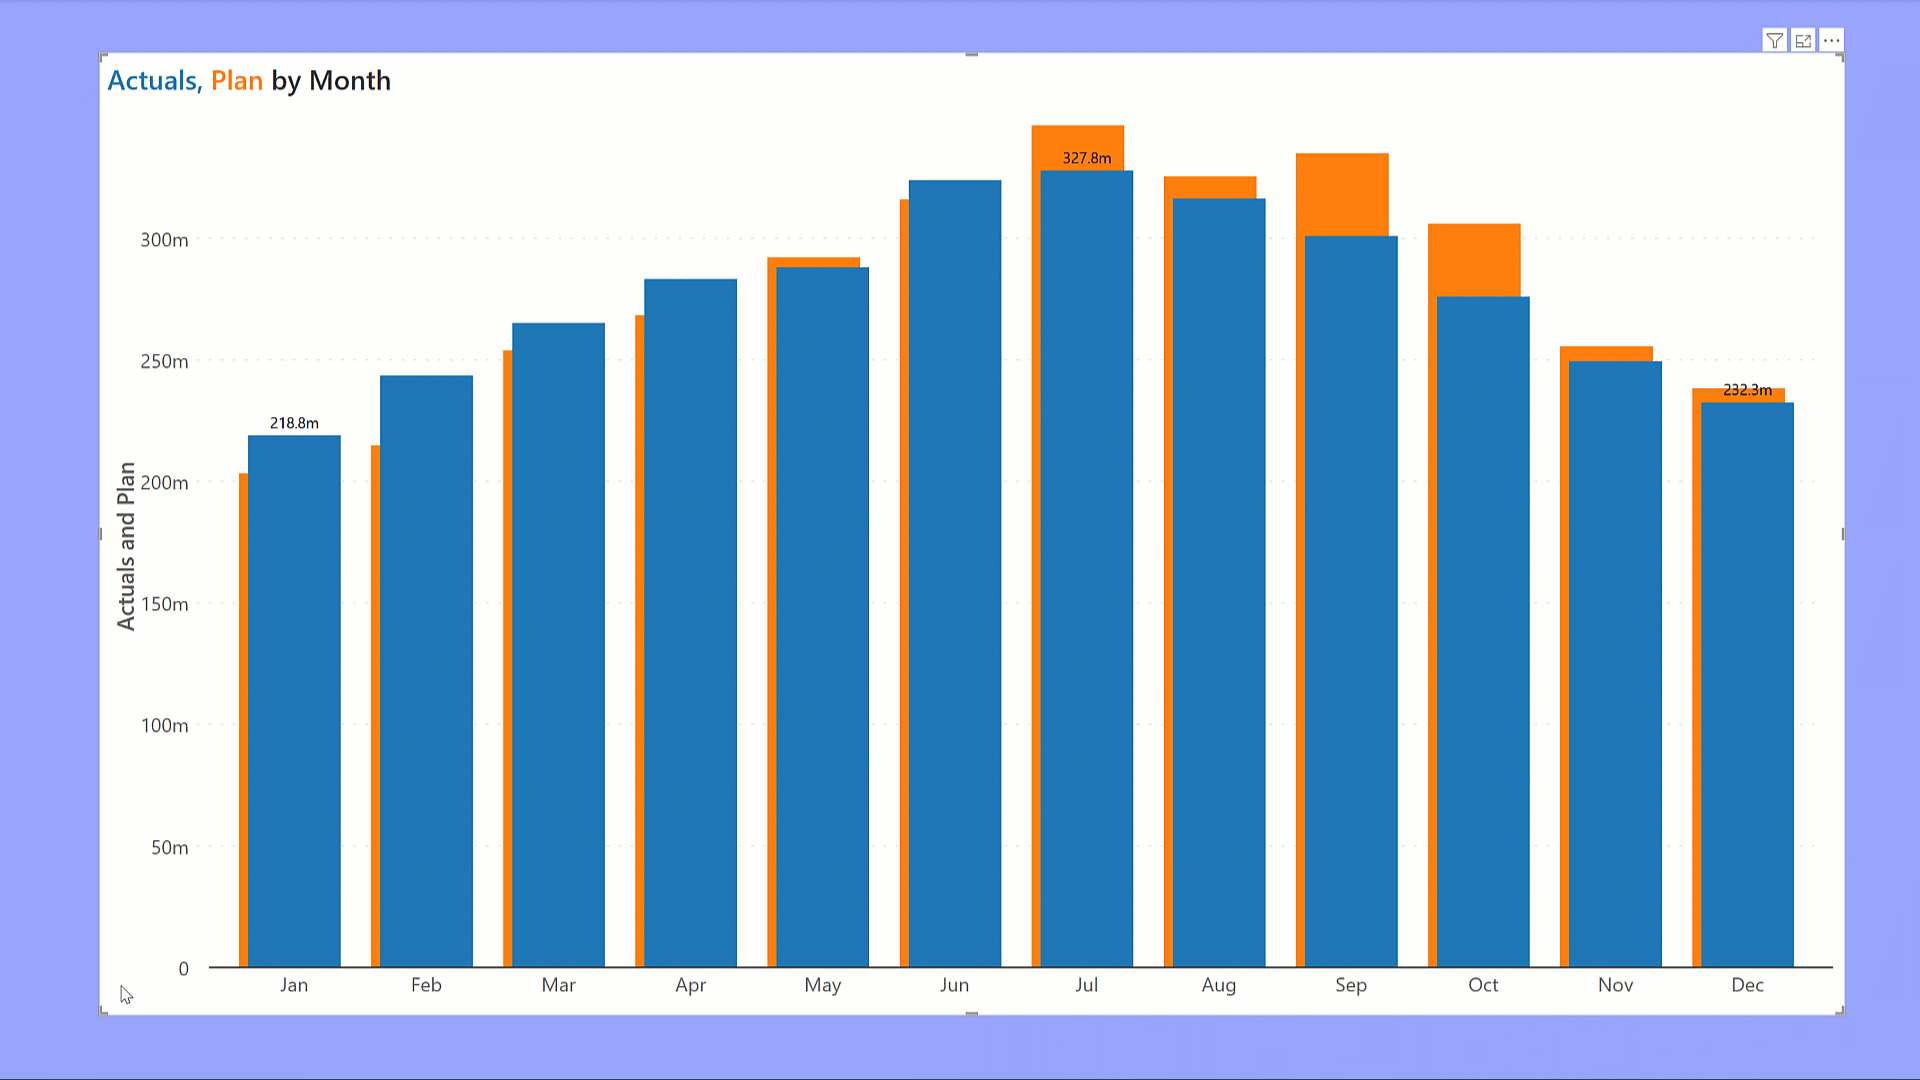 Actuals, Plan by Month
327.8m
300m
250m
232.3m
218.8m
200m
Actuals and Plan
150m
100m
50m
0
Jan Feb Mar Apr May Jun Jul Aug Sep Oct Nov Dec